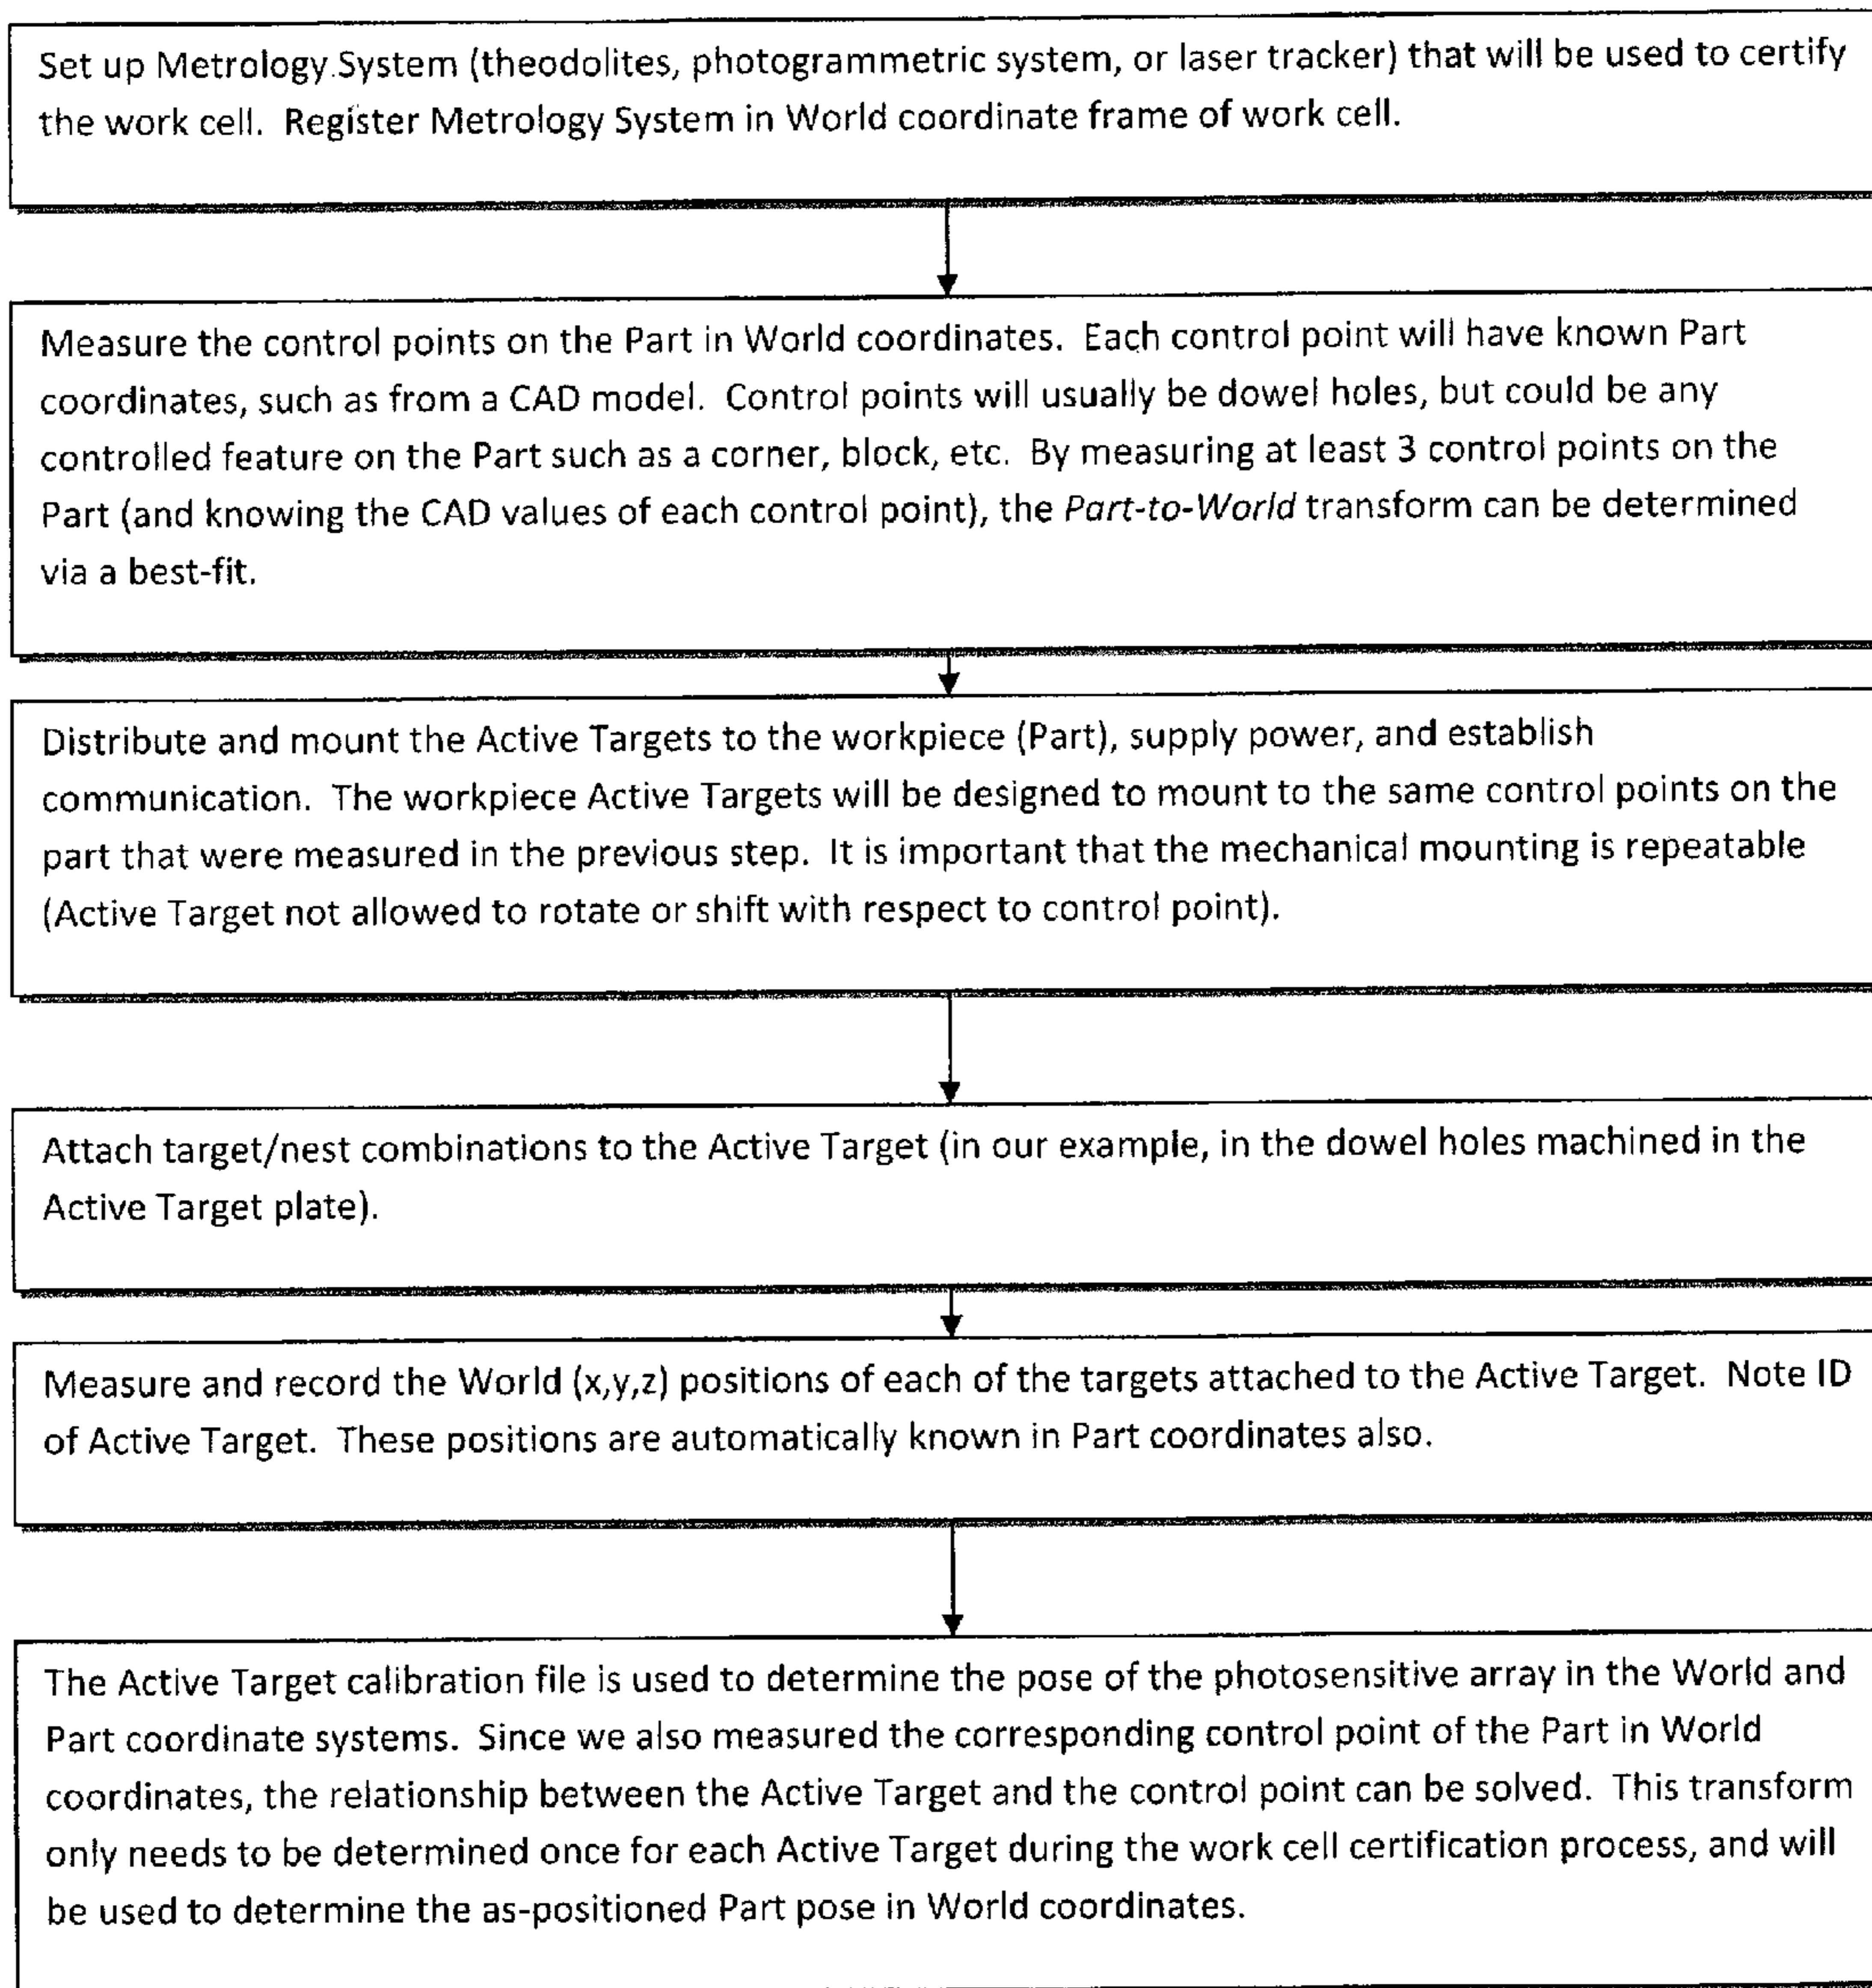 Set up Metrology System (theodolites, photogrammetric system, or laser tracker) that will be used to certify
the work cell. Register Metrology System in World coordinate frame of work cell.
Measure the control points on the Part in World coordinates. Each control point will have known Part
coordinates, such as from a CAD model. Control points will usually be dowel holes, but could be any
controlled feature on the Part such as a corner, block, etc. By measuring at least 3 control points on the
Part (and knowing the CAD values of each control point), the Part-to-World transform can be determined
via a best-fit.
Distribute and mount the Active Targets to the workpiece (Part), supply power, and establish
communication. The workpiece Active Targets will be designed to mount to the same control points on the
part that were measured in the previous step. It is important that the mechanical mounting is repeatable
(Active Target not allowed to rotate or shift with respect to control point).
Attach target/nest combinations to the Active Target (in our example, in the dowel holes machined in the
Active Target plate).
Measure and record the World (x,y,z) positions of each of the targets attached to the Active Target. Note ID
of Active Target. These positions are automatically known in Part coordinates also.
The Active Target calibration file is used to determine the pose of the photosensitive array in the World and
Part coordinate systems. Since we also measured the corresponding control point of the Part in World
coordinates, the relationship between the Active Target and the control point can be solved. This transform
only needs to be determined once for each Active Target during the work cell certification process, and will
be used to determine the as-positioned Part pose in World coordinates.